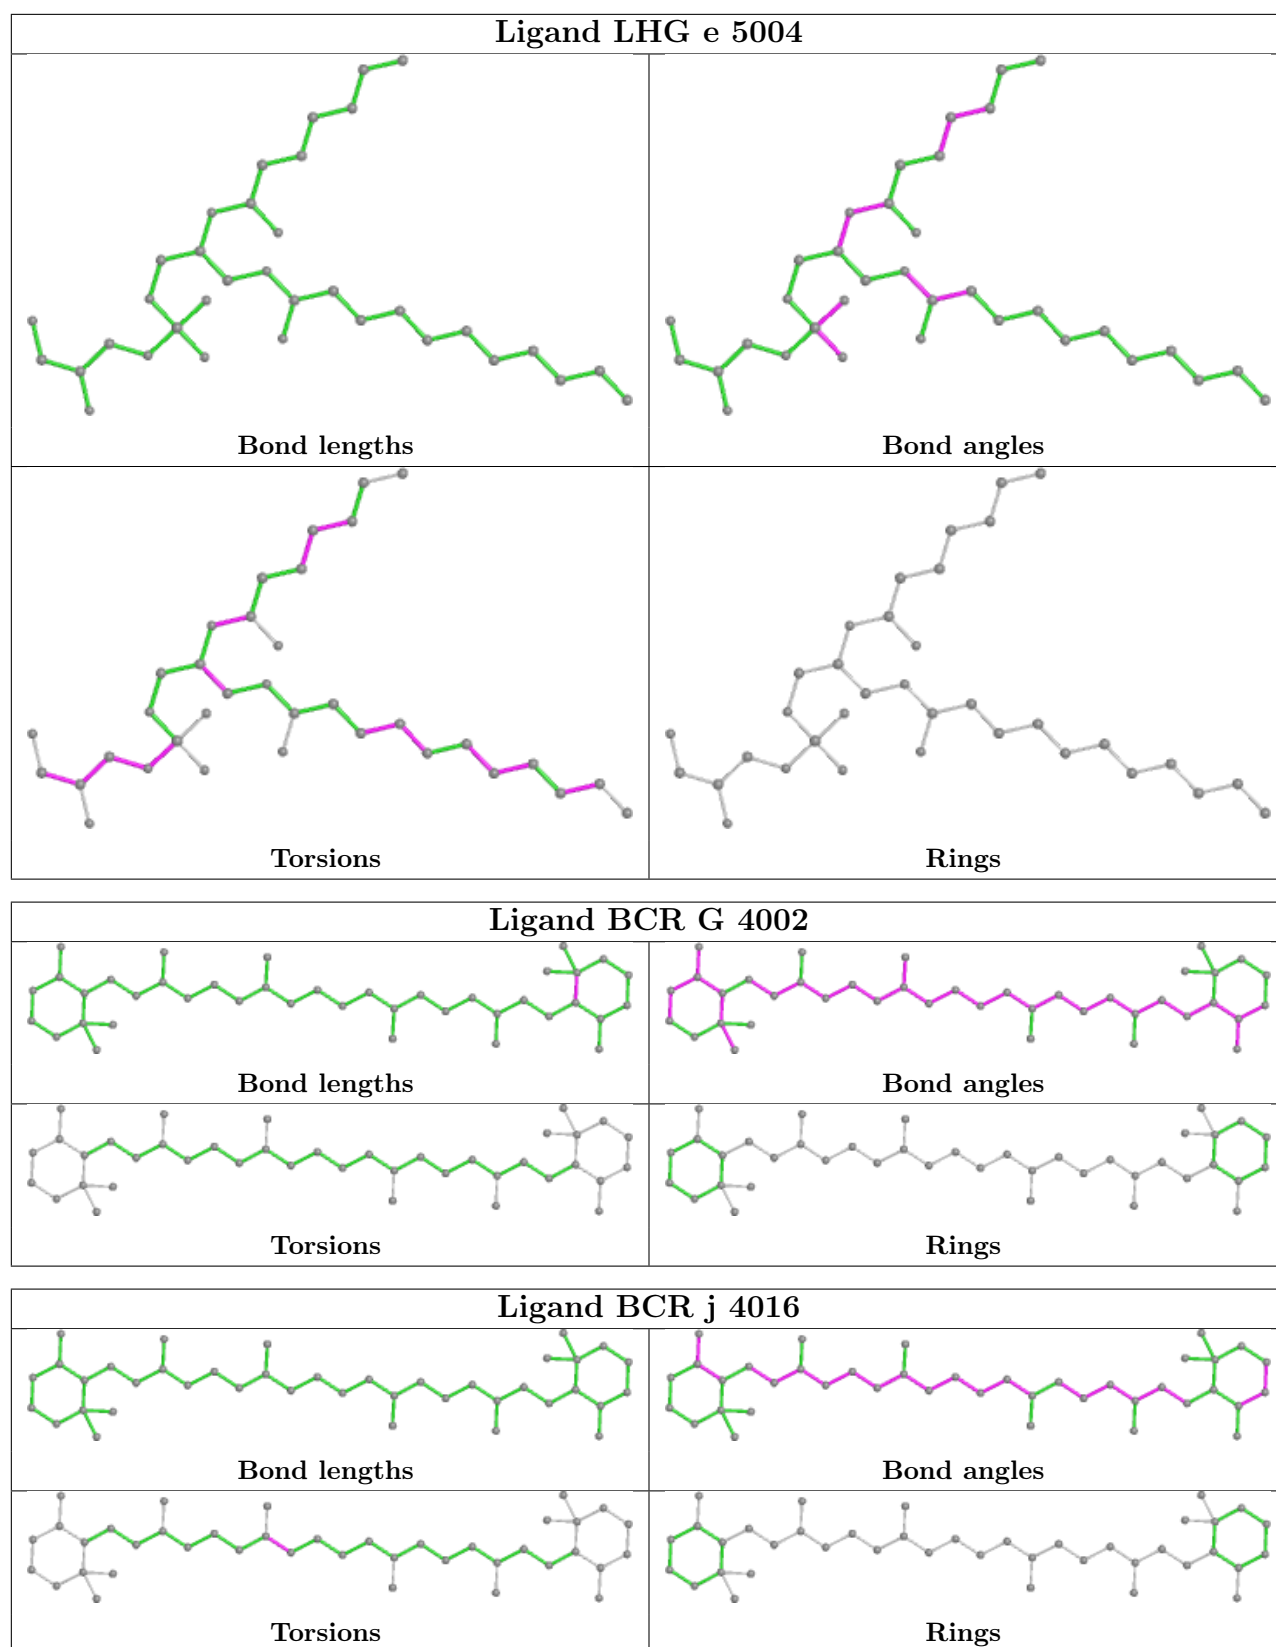 Ligand LHG e 5004
Bond lengths
Bond angles
Torsions
Rings
Ligand BCR G 4002
Bond lengths
Bond angles
Torsions
Rings
Ligand BCR j 4016
Bond lengths
Bond angles
Torsions
Rings